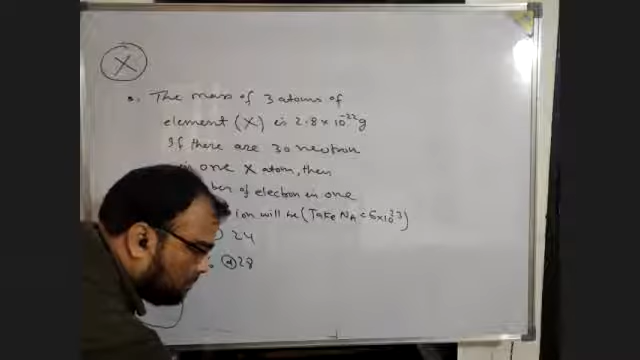 X
The mass of 3 atoms of
element (X) is 2.8 × 10⁻²²g
If there are 30 neutron
in one X atom, then
of electron in one
ion will be (Take NA = 6×10²³)
24
28